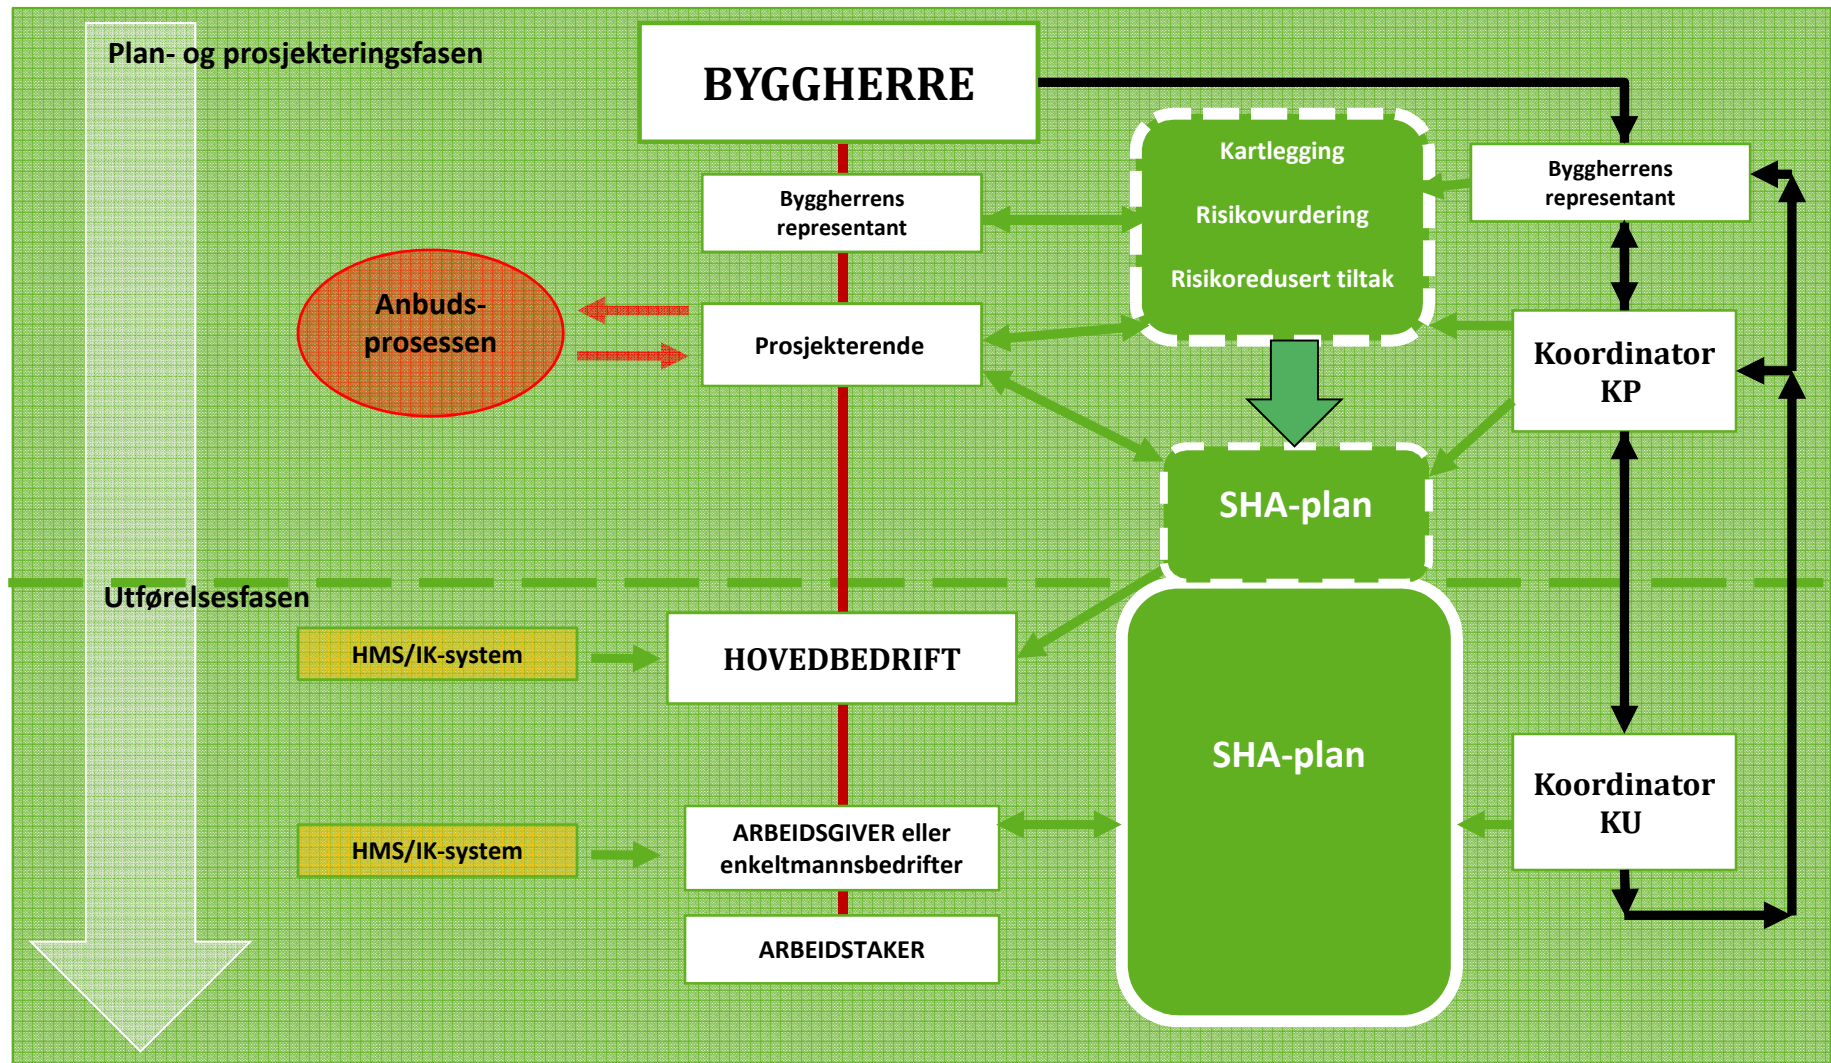 Plan- og prosjekteringsfasen
BYGGHERRE
Kartlegging
Risikovurdering
Risikoredusert tiltak
Byggherrens
representant
Byggherrens
representant
Anbuds-
prosessen
Prosjekterende
Koordinator
KP
SHA-plan
Utførelsesfasen
HMS/IK-system
HOVEDBEDRIFT
SHA-plan
Koordinator
KU
HMS/IK-system
ARBEIDSGIVER eller
enkeltmannsbedrifter
ARBEIDSTAKER